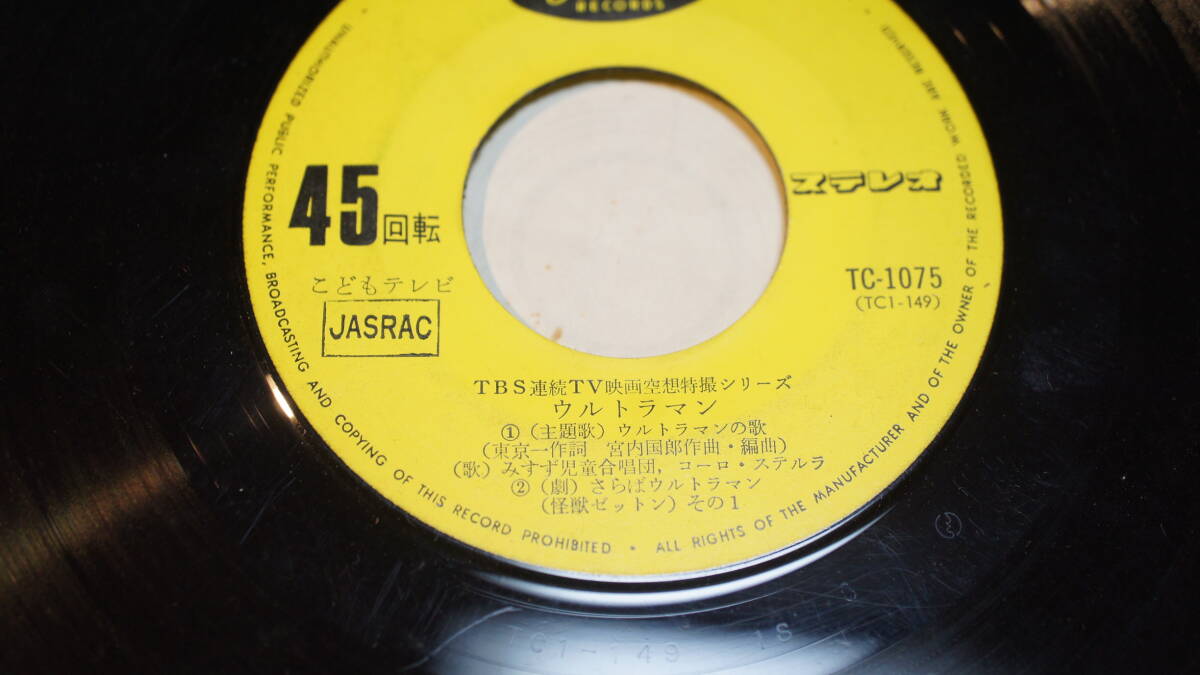 RECORDS
45回転
ステレオ
こどもテレビ
JASRAC
TC-1075
(TC1-149)
TBS連続TV映画空想特撮シリーズ
ウルトラマン
①(主題歌)ウルトラマンの歌
(東京一作詞 宮内国郎作曲・編曲)
(歌)みすず児童合唱団,コーロ・ステルラ
②(劇)さらばウルトラマン
(怪獣ゼットン)その1
UNAUTHORIZED PUBLIC PERFORMANCE, BROADCASTING AND COPYING OF THIS RECORD PROHIBITED • ALL RIGHTS OF THE MANUFACTURER AND OF THE OWNER OF THE RECORDED WORK ARE RESERVED
TC1-149 1S